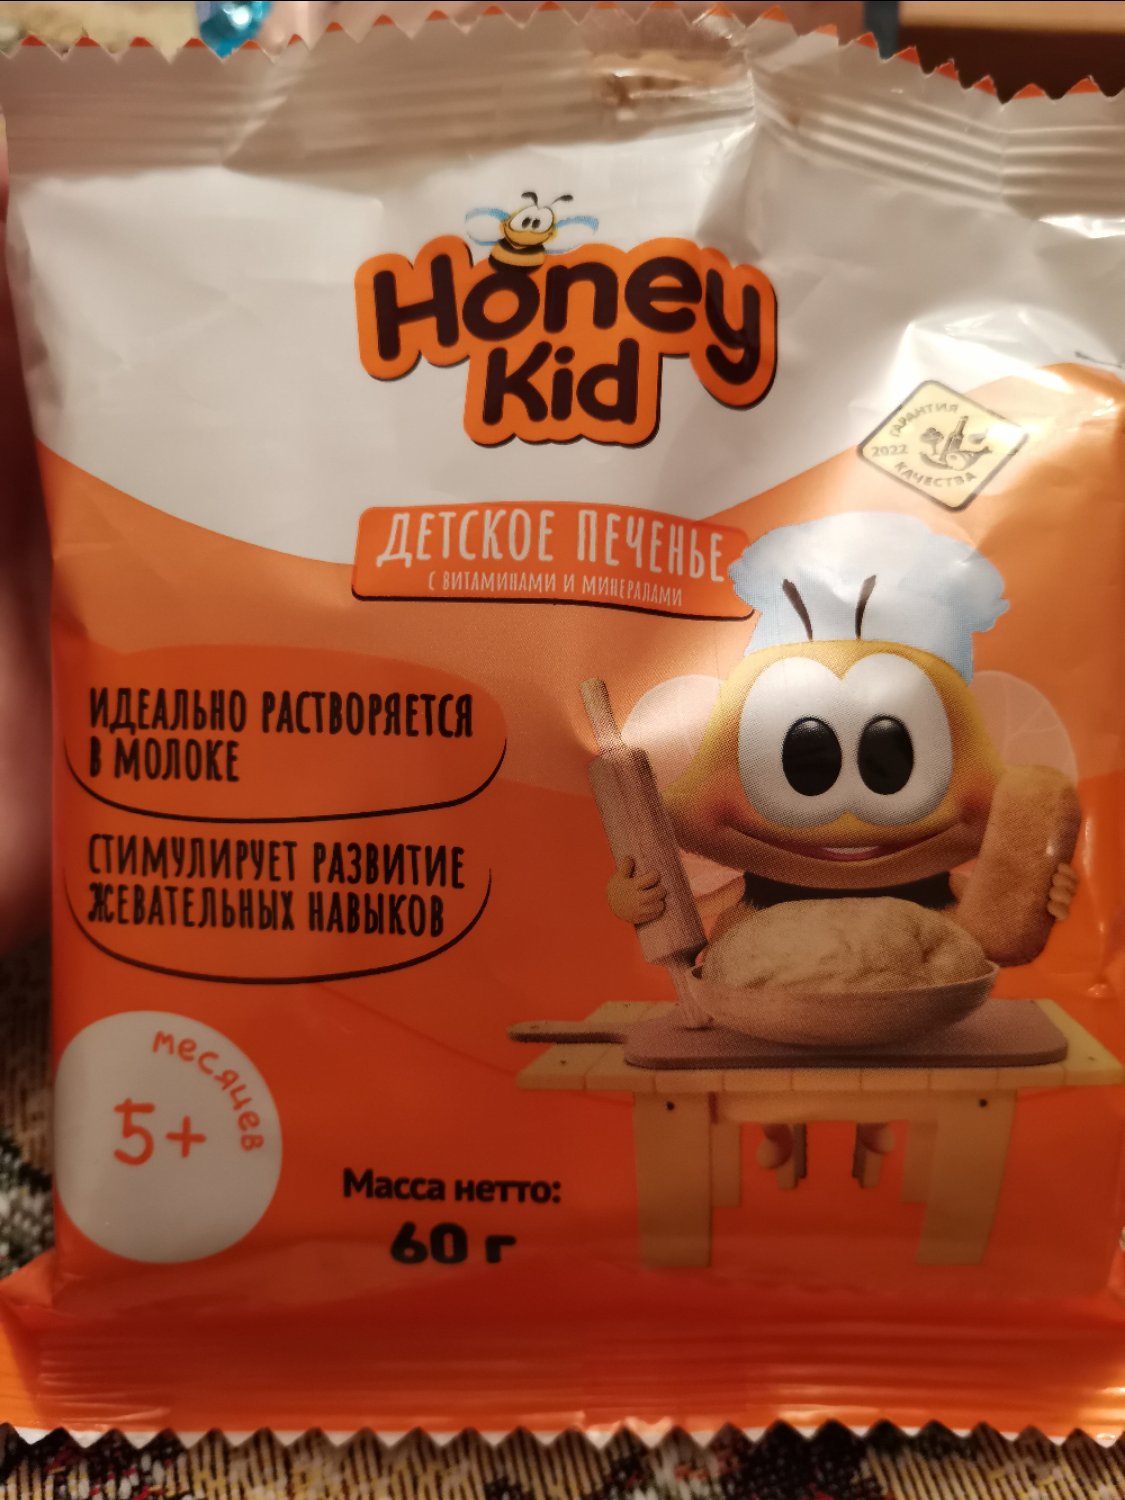 Honey
Kid
ГАРАНТИЯ
2022
КАЧЕСТВА
ДЕТСКОЕ ПЕЧЕНЬЕ
С ВИТАМИНАМИ И МИНЕРАЛАМИ
ИДЕАЛЬНО РАСТВОРЯЕТСЯ
В МОЛОКЕ
СТИМУЛИРУЕТ РАЗВИТИЕ
ЖЕВАТЕЛЬНЫХ НАВЫКОВ
месяцев
5+
Масса нетто:
60 г